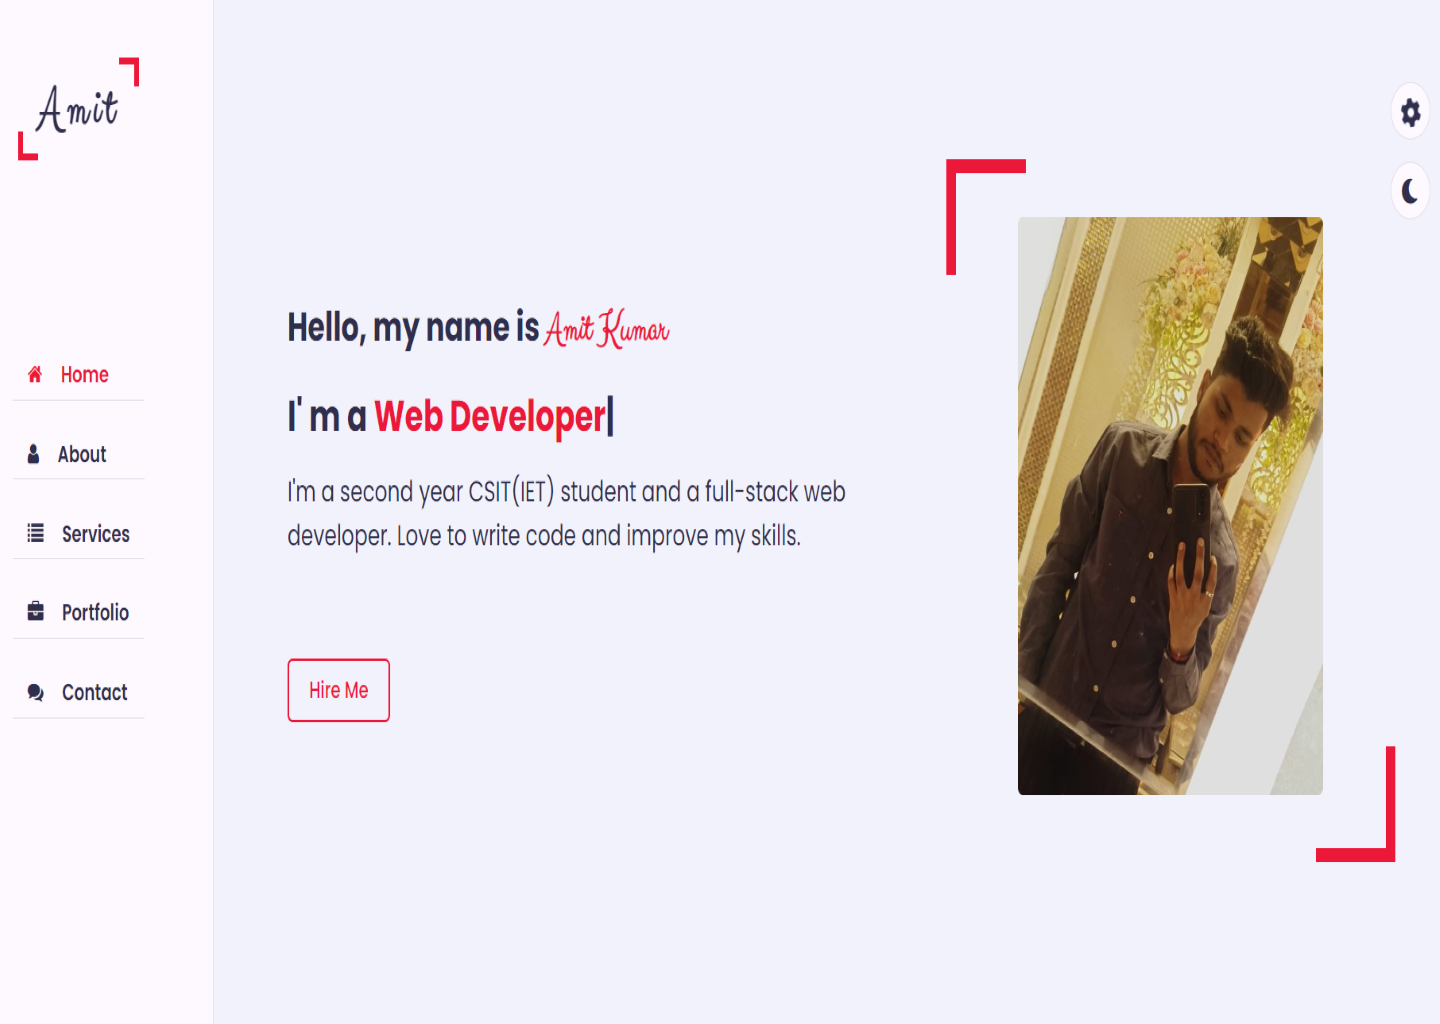 Amit
Home
About
Services
Portfolio
Contact
Hello, my name is Amit Kumar
I' m a Web Developer|
I'm a second year CSIT(IET) student and a full-stack web
developer. Love to write code and improve my skills.
Hire Me